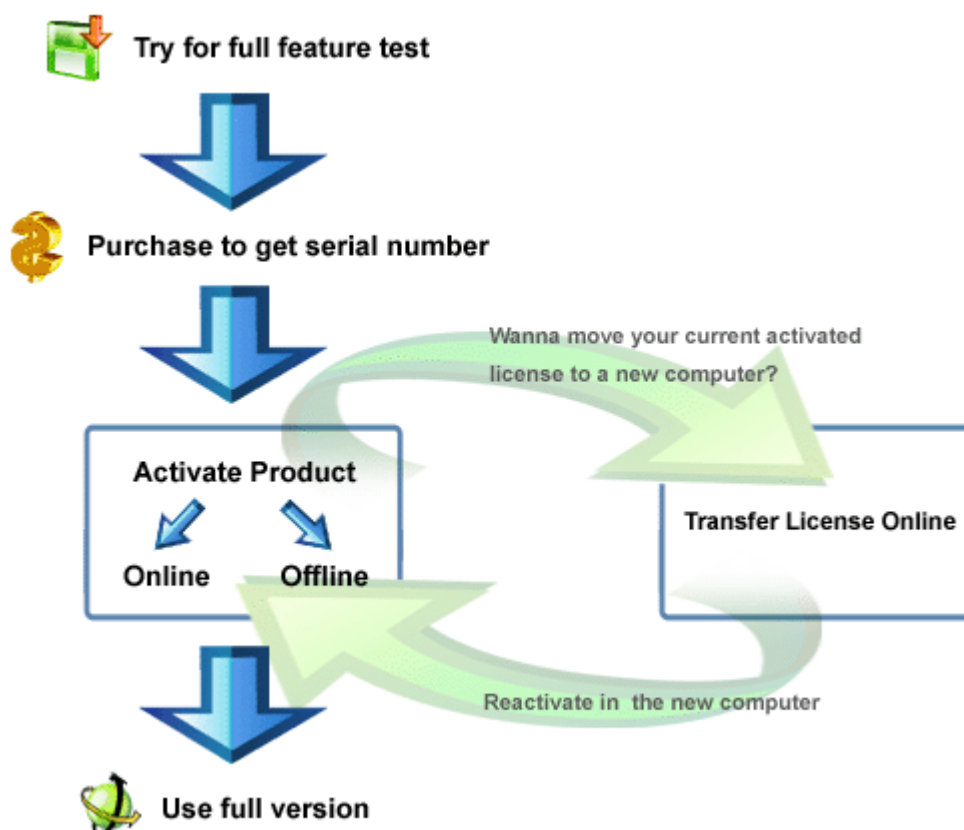 Try for full feature test
Purchase to get serial number
Wanna move your current activated
license to a new computer?
Activate Product
Online
Offline
Transfer License Online
Reactivate in the new computer
Use full version